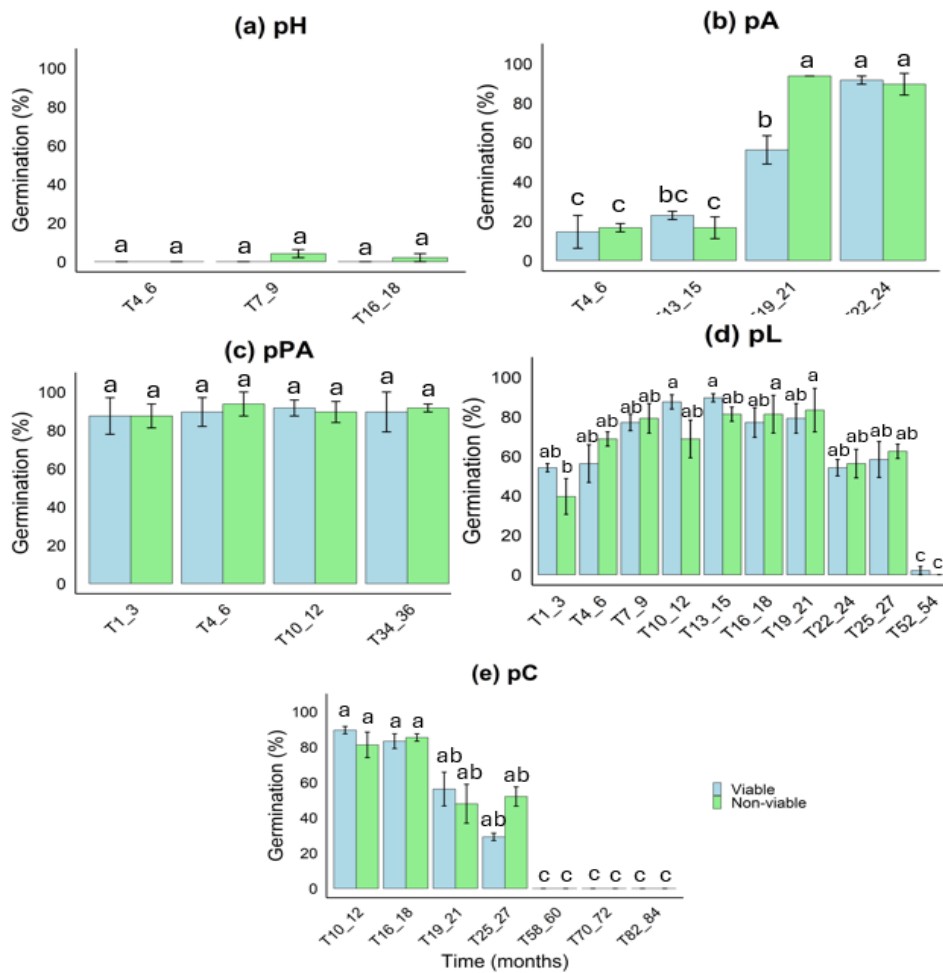 (a) pH
Germination (%)
100
80
60
40
20
0
a a a a a a
T4_6 T7_9 T16_18
(b) pA
Germination (%)
100
80
60
40
20
0
c c bc c b a a a
T4_6 T13_15 T19_21 T22_24
(c) pPA
Germination (%)
100
80
60
40
20
0
a a a a a a a a
T1_3 T4_6 T10_12 T34_36
(d) pL
Germination (%)
100
80
60
40
20
0
ab b ab ab ab ab a ab a ab ab a ab a ab ab ab ab c c
T1_3 T4_6 T7_9 T10_12 T13_15 T16_18 T19_21 T22_24 T25_27 T52_54
(e) pC
Germination (%)
100
80
60
40
20
0
a a a a ab ab ab ab c c c c c c
T10_12 T16_18 T19_21 T25_27 T58_60 T70_72 T82_84
Time (months)
Viable
Non-viable